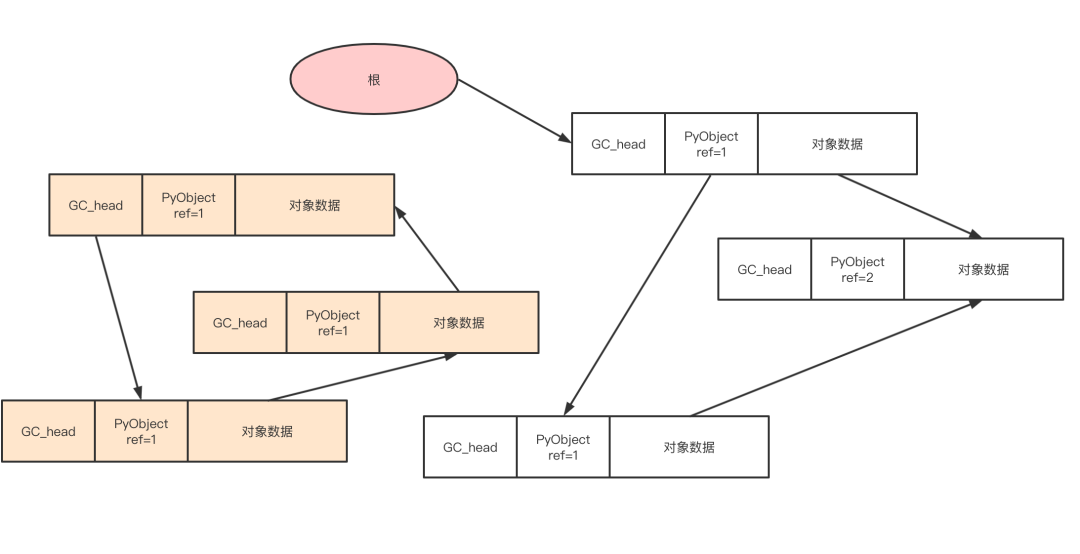 根
GC_head
PyObject
ref=1
对象数据
GC_head
PyObject
ref=1
对象数据
GC_head
PyObject
ref=2
对象数据
GC_head
PyObject
ref=1
对象数据
GC_head
PyObject
ref=1
对象数据
GC_head
PyObject
ref=1
对象数据